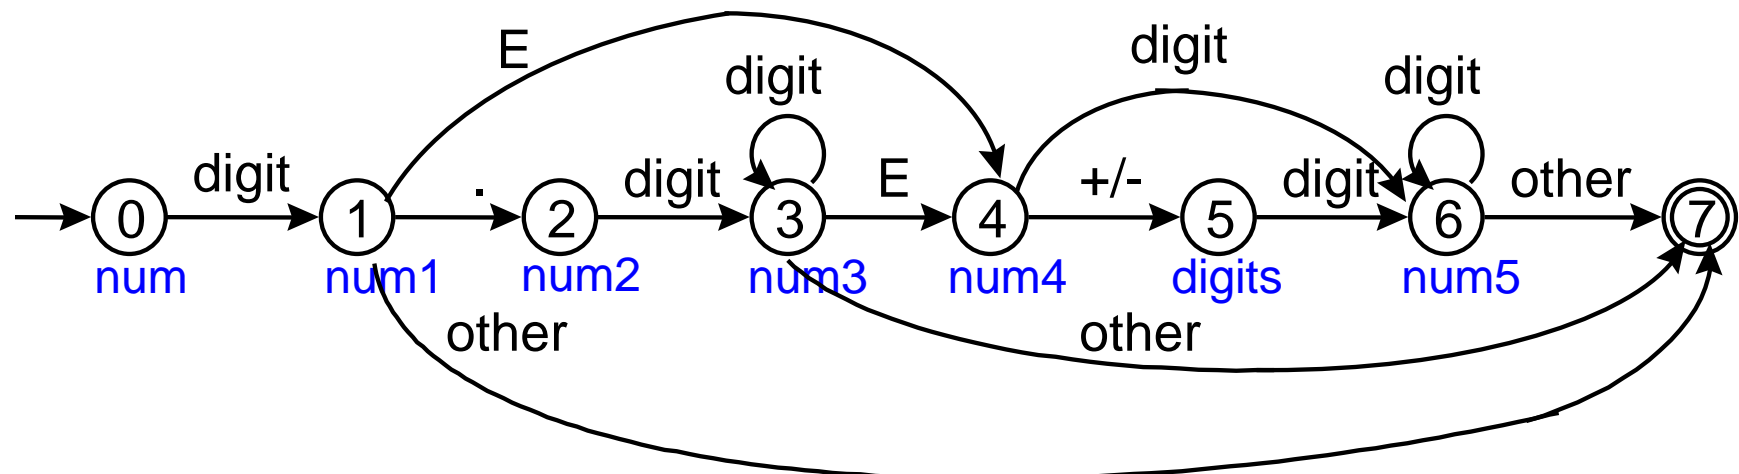 E
digit
digit
digit
digit
.
digit
E
+/-
digit
other
0
1
2
3
4
5
6
7
num
num1
num2
num3
num4
digits
num5
other
other